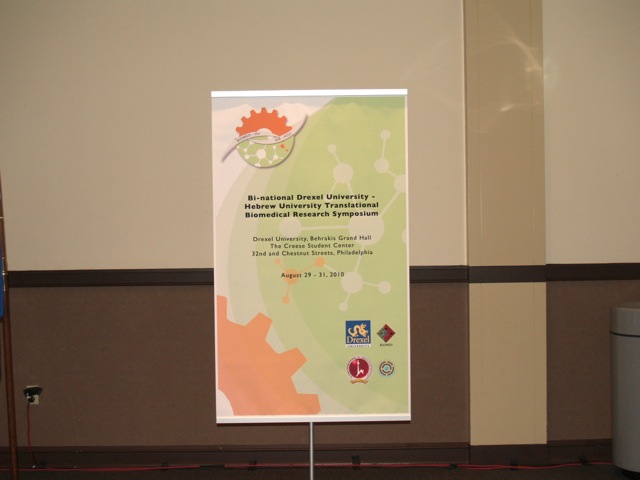 Bi-national Drexel University -
Hebrew University Translational
Biomedical Research Symposium
Drexel University, Behrakis Grand Hall
The Creese Student Center
32nd and Chestnut Streets, Philadelphia
August 29 - 31, 2010
Drexel
UNIVERSITY